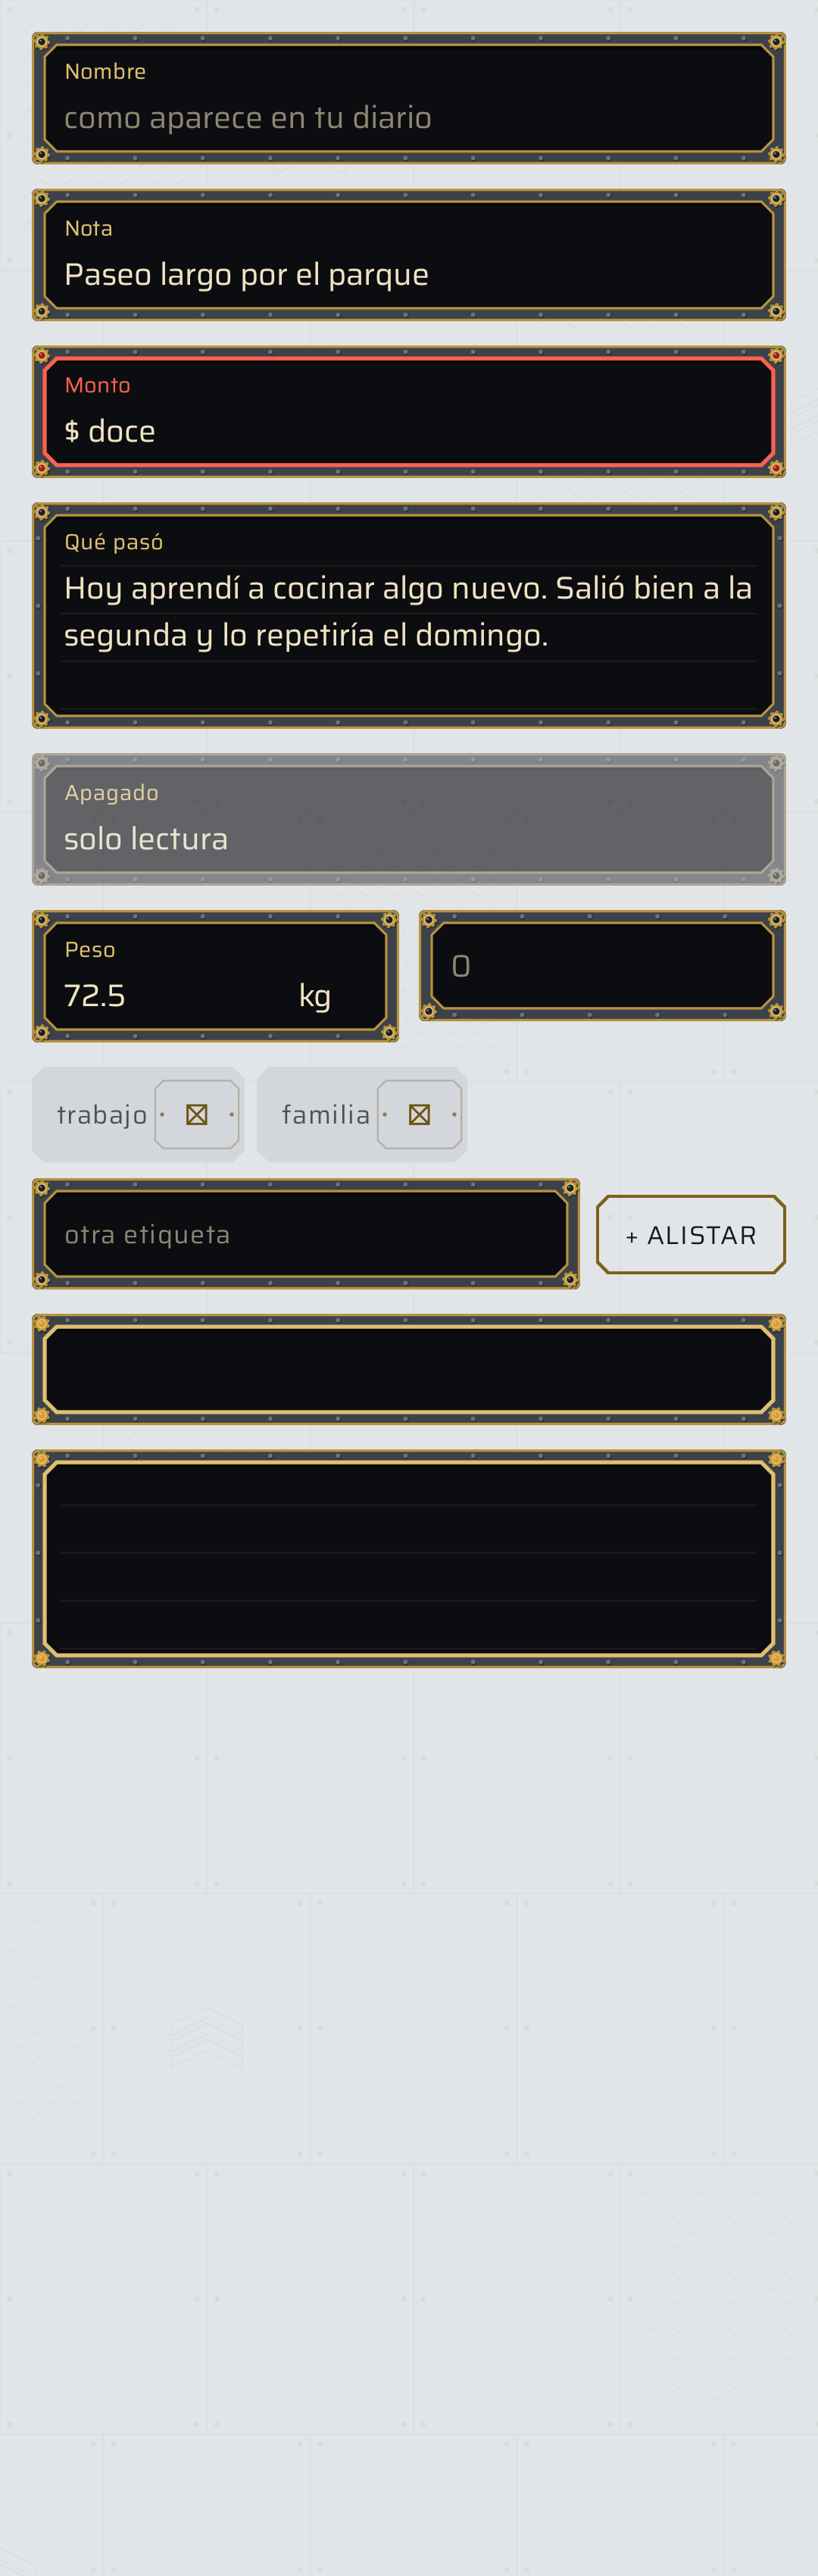 Nombre
como aparece en tu diario
Nota
Paseo largo por el parque
Monto
$ doce
Qué pasó
Hoy aprendí a cocinar algo nuevo. Salió bien a la
segunda y lo repetiría el domingo.
Apagado
solo lectura
Peso
72.5 kg
0
trabajo
familia
otra etiqueta
+ ALISTAR